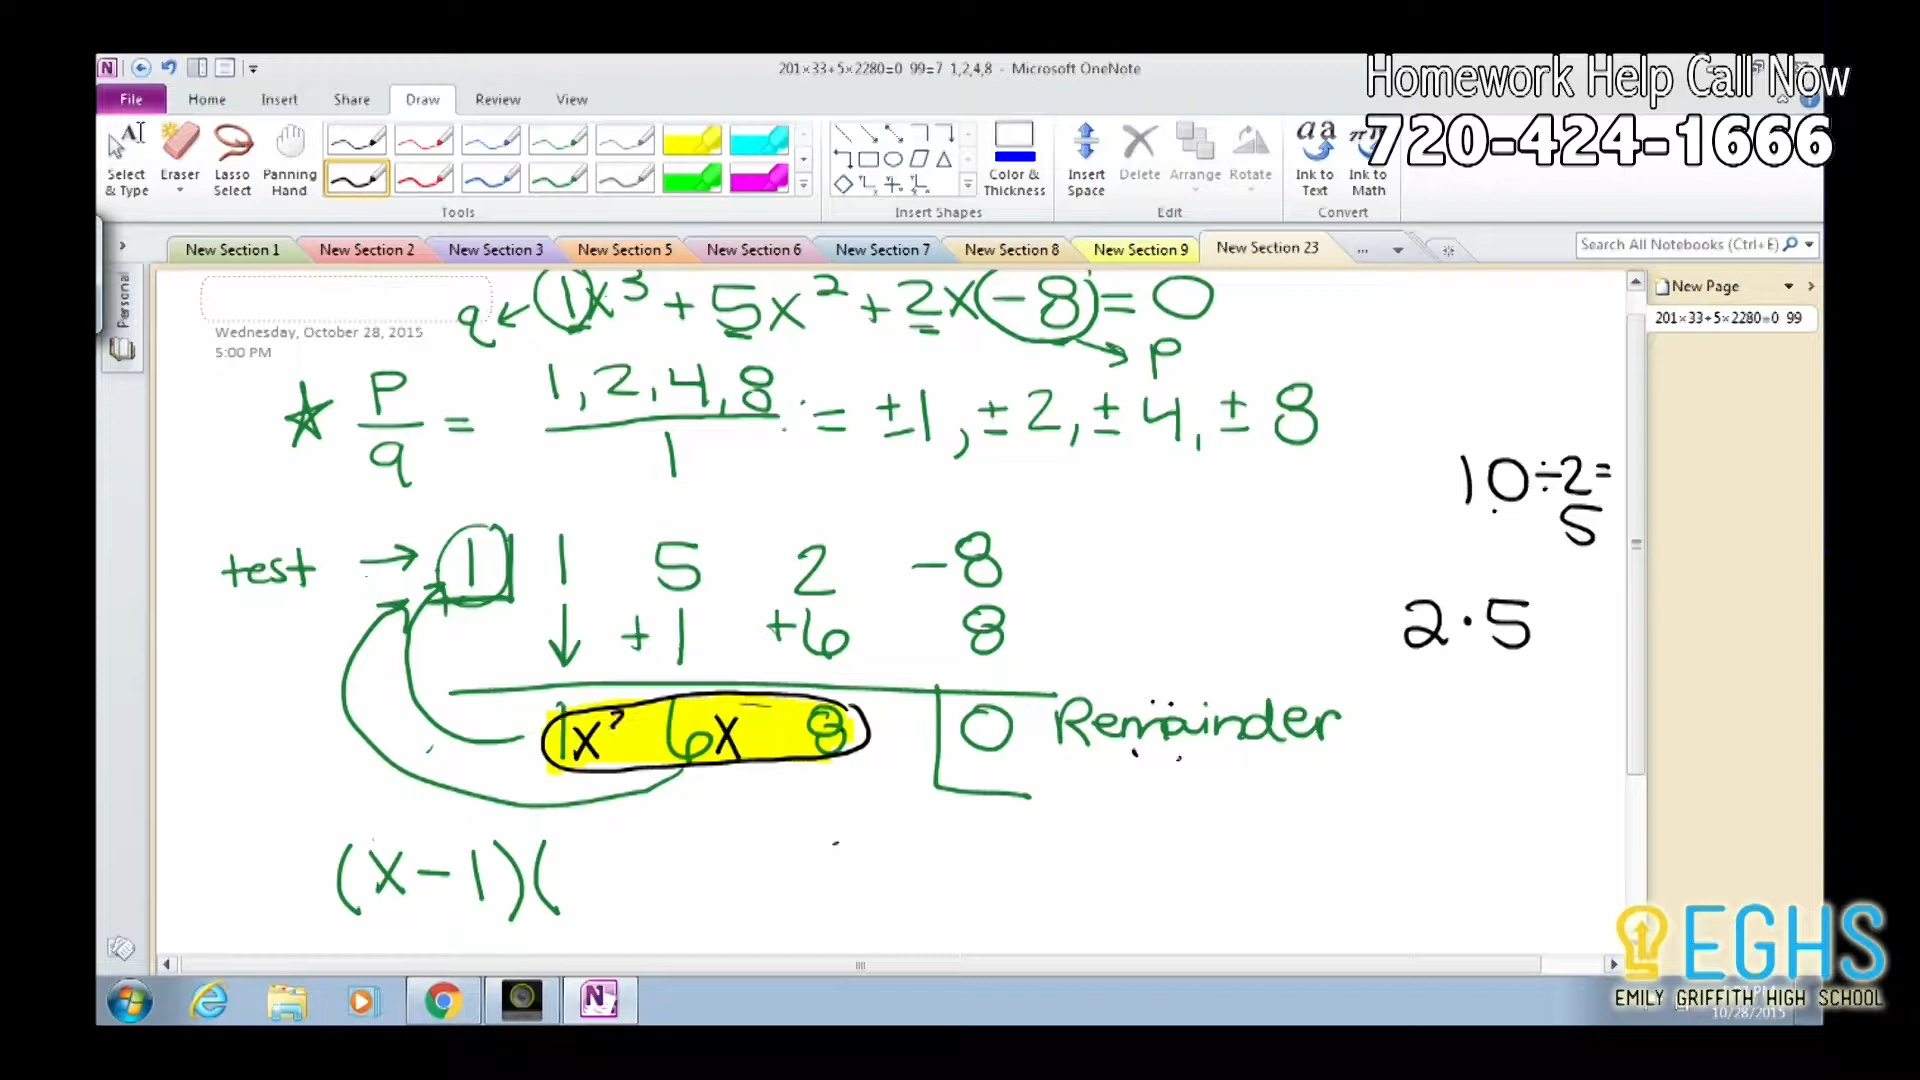 201×33+5×2280=0 99=7 1,2,4,8 - Microsoft OneNote
Homework Help Call Now
720-424-1666
File Home Insert Share Draw Review View
Select & Type
Eraser
Lasso Select
Panning Hand
Color & Thickness
Insert Space
Delete
Arrange
Rotate
Ink to Text
Ink to Math
Tools
Insert Shapes
Edit
Convert
New Section 1 New Section 2 New Section 3 New Section 5 New Section 6 New Section 7 New Section 8 New Section 9 New Section 23 ...
Search All Notebooks (Ctrl+E)
Personal
New Page
201×33+5×2280=0 99
Wednesday, October 28, 2015
5:00 PM
q ← 1x³ + 5x² + 2x - 8 = 0
→ p
p/q = 1,2,4,8/1 = ±1, ±2, ±4, ±8
10÷2=
5
test → 1 1 5 2 -8
↓ +1 +6 8
2·5
1x² 6x 8 0 Remainder
(x-1)(
EGHS
EMILY GRIFFITH HIGH SCHOOL
10/28/2015